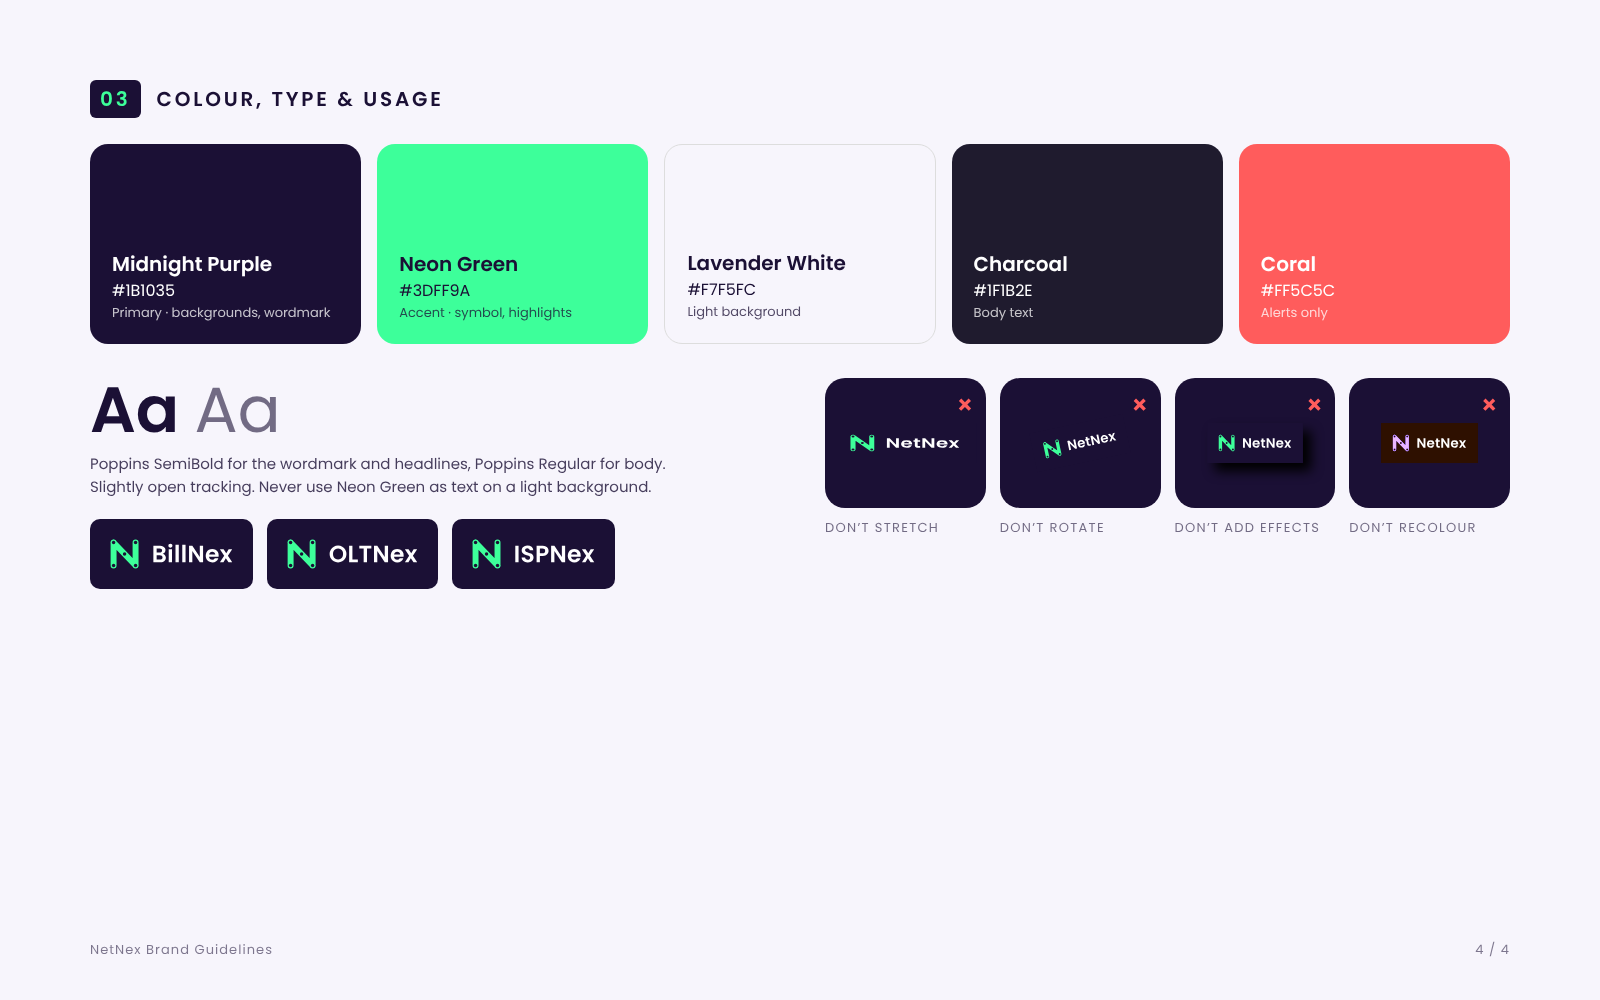 03 COLOUR, TYPE & USAGE
Midnight Purple
#1B1035
Primary · backgrounds, wordmark
Neon Green
#3DFF9A
Accent · symbol, highlights
Lavender White
#F7F5FC
Light background
Charcoal
#1F1B2E
Body text
Coral
#FF5C5C
Alerts only
Aa Aa
Poppins SemiBold for the wordmark and headlines, Poppins Regular for body.
Slightly open tracking. Never use Neon Green as text on a light background.
BillNex
OLTNex
ISPNex
NetNex
DON’T STRETCH
NetNex
DON’T ROTATE
NetNex
DON’T ADD EFFECTS
NetNex
DON’T RECOLOUR
NetNex Brand Guidelines
4 / 4